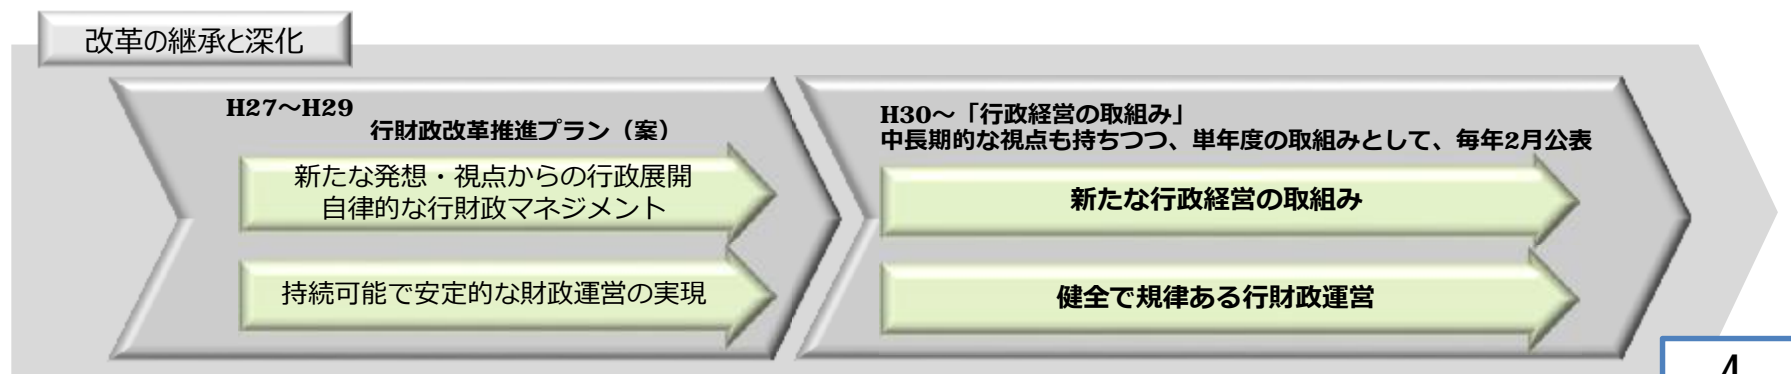 改革の継承と深化
H27～H29
行財政改革推進プラン（案）
新たな発想・視点からの行政展開
自律的な行財政マネジメント
持続可能で安定的な財政運営の実現
H30～「行政経営の取組み」
中長期的な視点も持ちつつ、単年度の取組みとして、毎年2月公表
新たな行政経営の取組み
健全で規律ある行財政運営
4